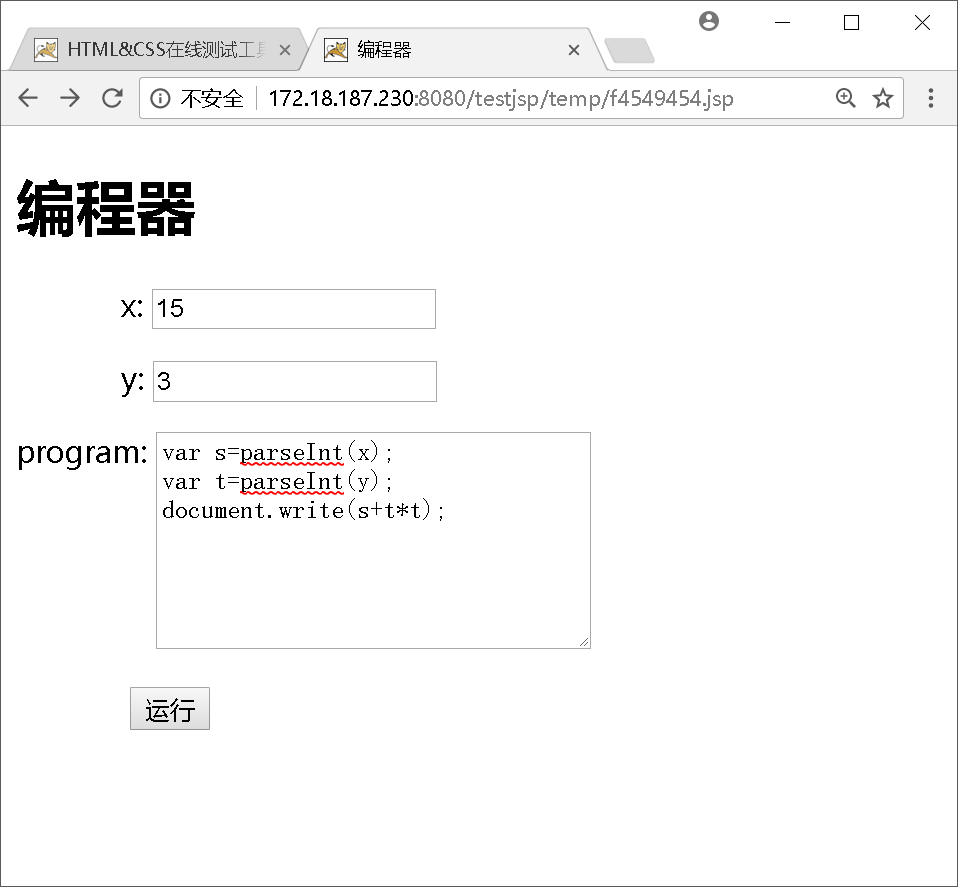 HTML&CSS在线测试工具
编程器
不安全 172.18.187.230:8080/testjsp/temp/f4549454.jsp
编程器
x: 15
y: 3
program: var s=parseInt(x);
var t=parseInt(y);
document.write(s+t*t);
运行